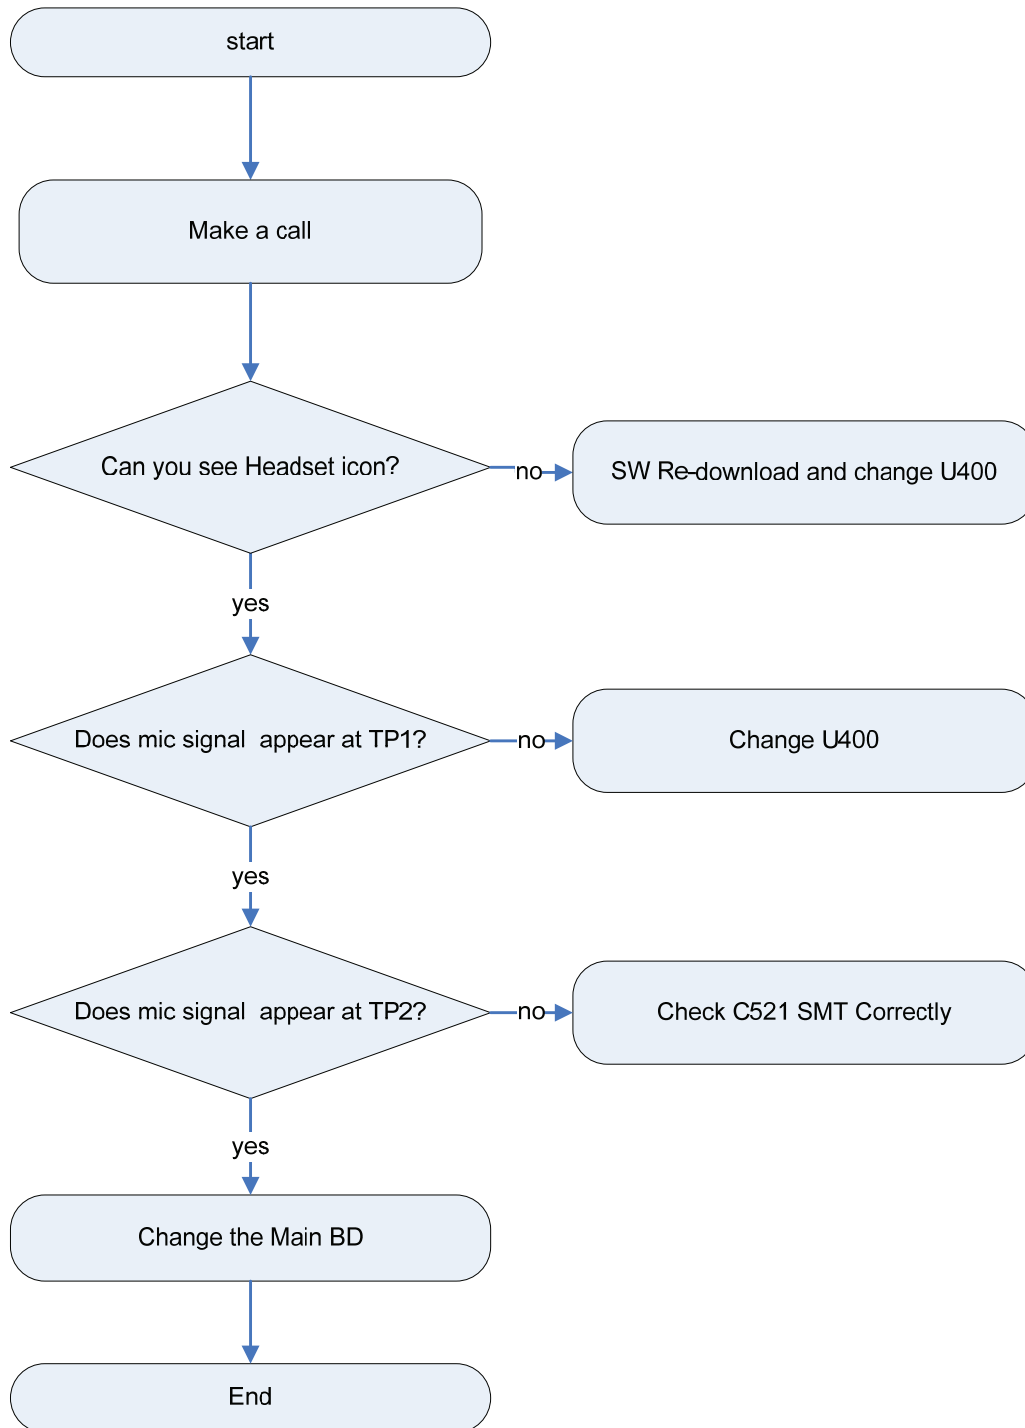 start
Make a call
Can you see Headset icon?
no
SW Re-download and change U400
yes
Does mic signal appear at TP1?
no
Change U400
yes
Does mic signal appear at TP2?
no
Check C521 SMT Correctly
yes
Change the Main BD
End